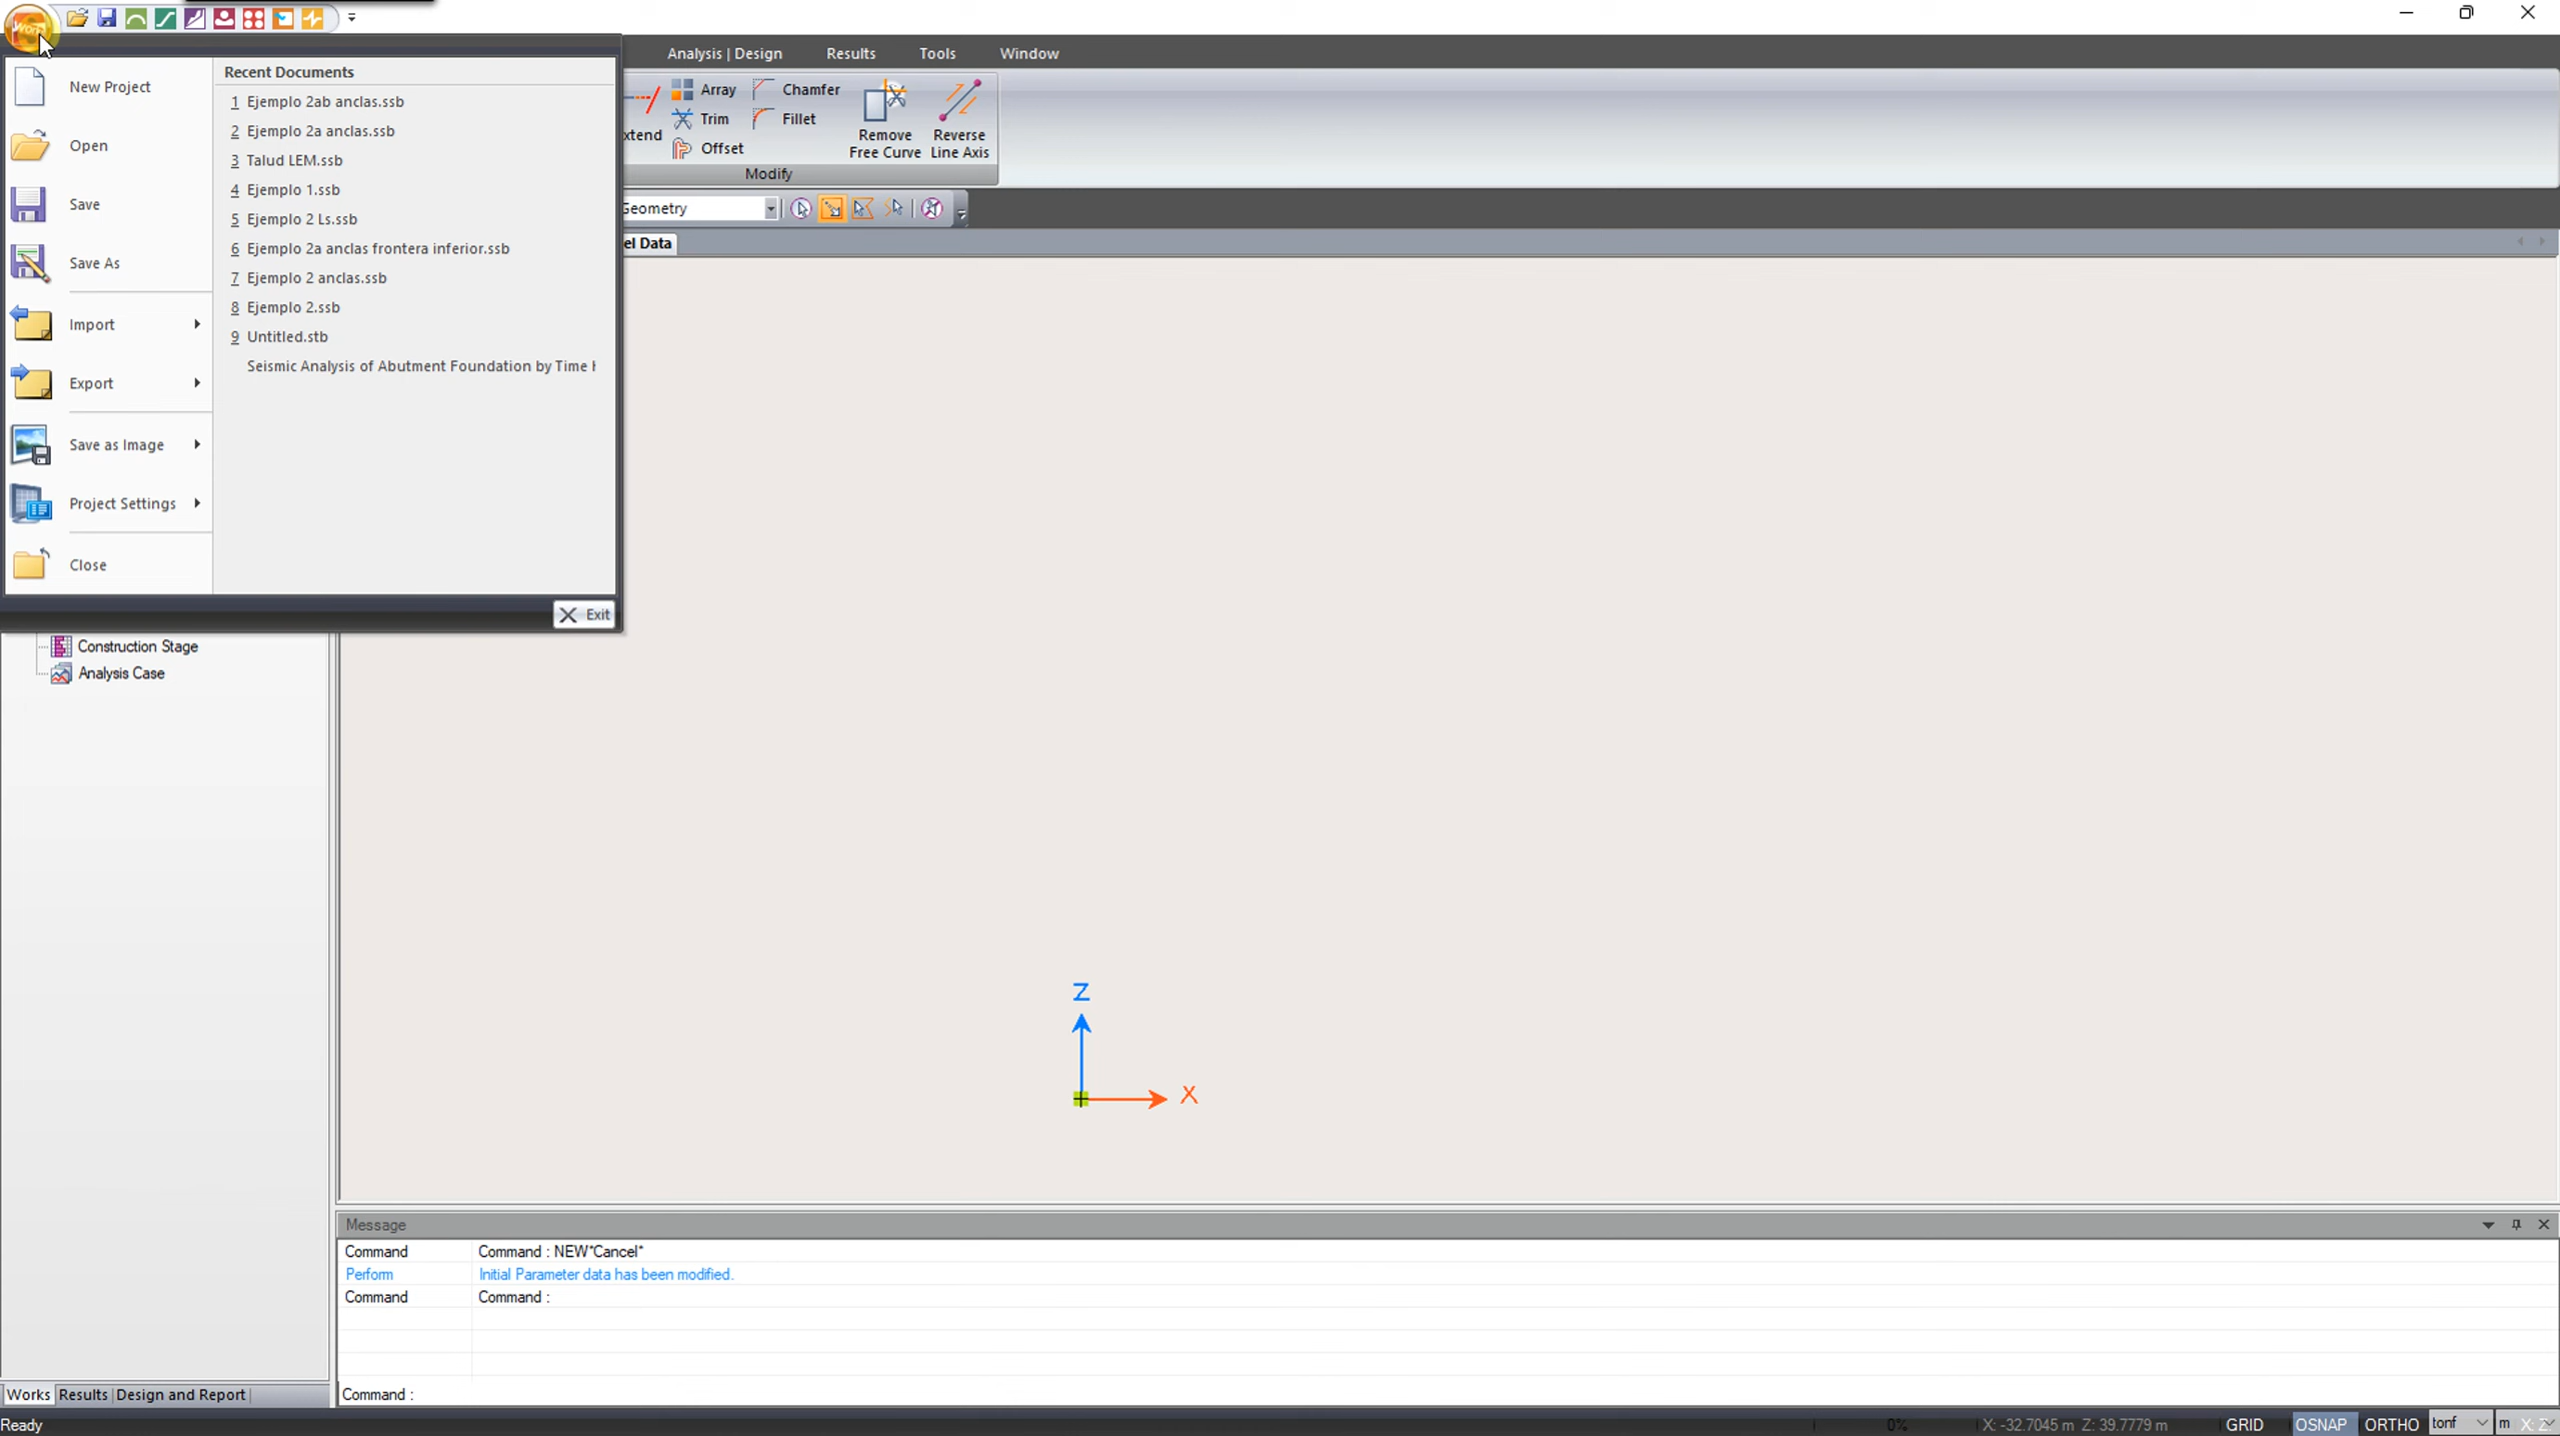 Analysis | Design Results Tools Window
New Project
Open
Save
Save As
Import
Export
Save as Image
Project Settings
Close
Recent Documents
1 Ejemplo 2ab anclas.ssb
2 Ejemplo 2a anclas.ssb
3 Talud LEM.ssb
4 Ejemplo 1.ssb
5 Ejemplo 2 Ls.ssb
6 Ejemplo 2a anclas frontera inferior.ssb
7 Ejemplo 2 anclas.ssb
8 Ejemplo 2.ssb
9 Untitled.stb
Seismic Analysis of Abutment Foundation by Time
Exit
xtend
Array
Trim
Offset
Chamfer
Fillet
Remove
Free Curve
Reverse
Line Axis
Modify
Geometry
el Data
Construction Stage
Analysis Case
Z
X
Message
Command Command : NEW*Cancel*
Perform Initial Parameter data has been modified.
Command Command :
Command :
Works Results Design and Report
Ready 0% X: -32.7045 m Z: 39.7779 m GRID OSNAP ORTHO tonf m